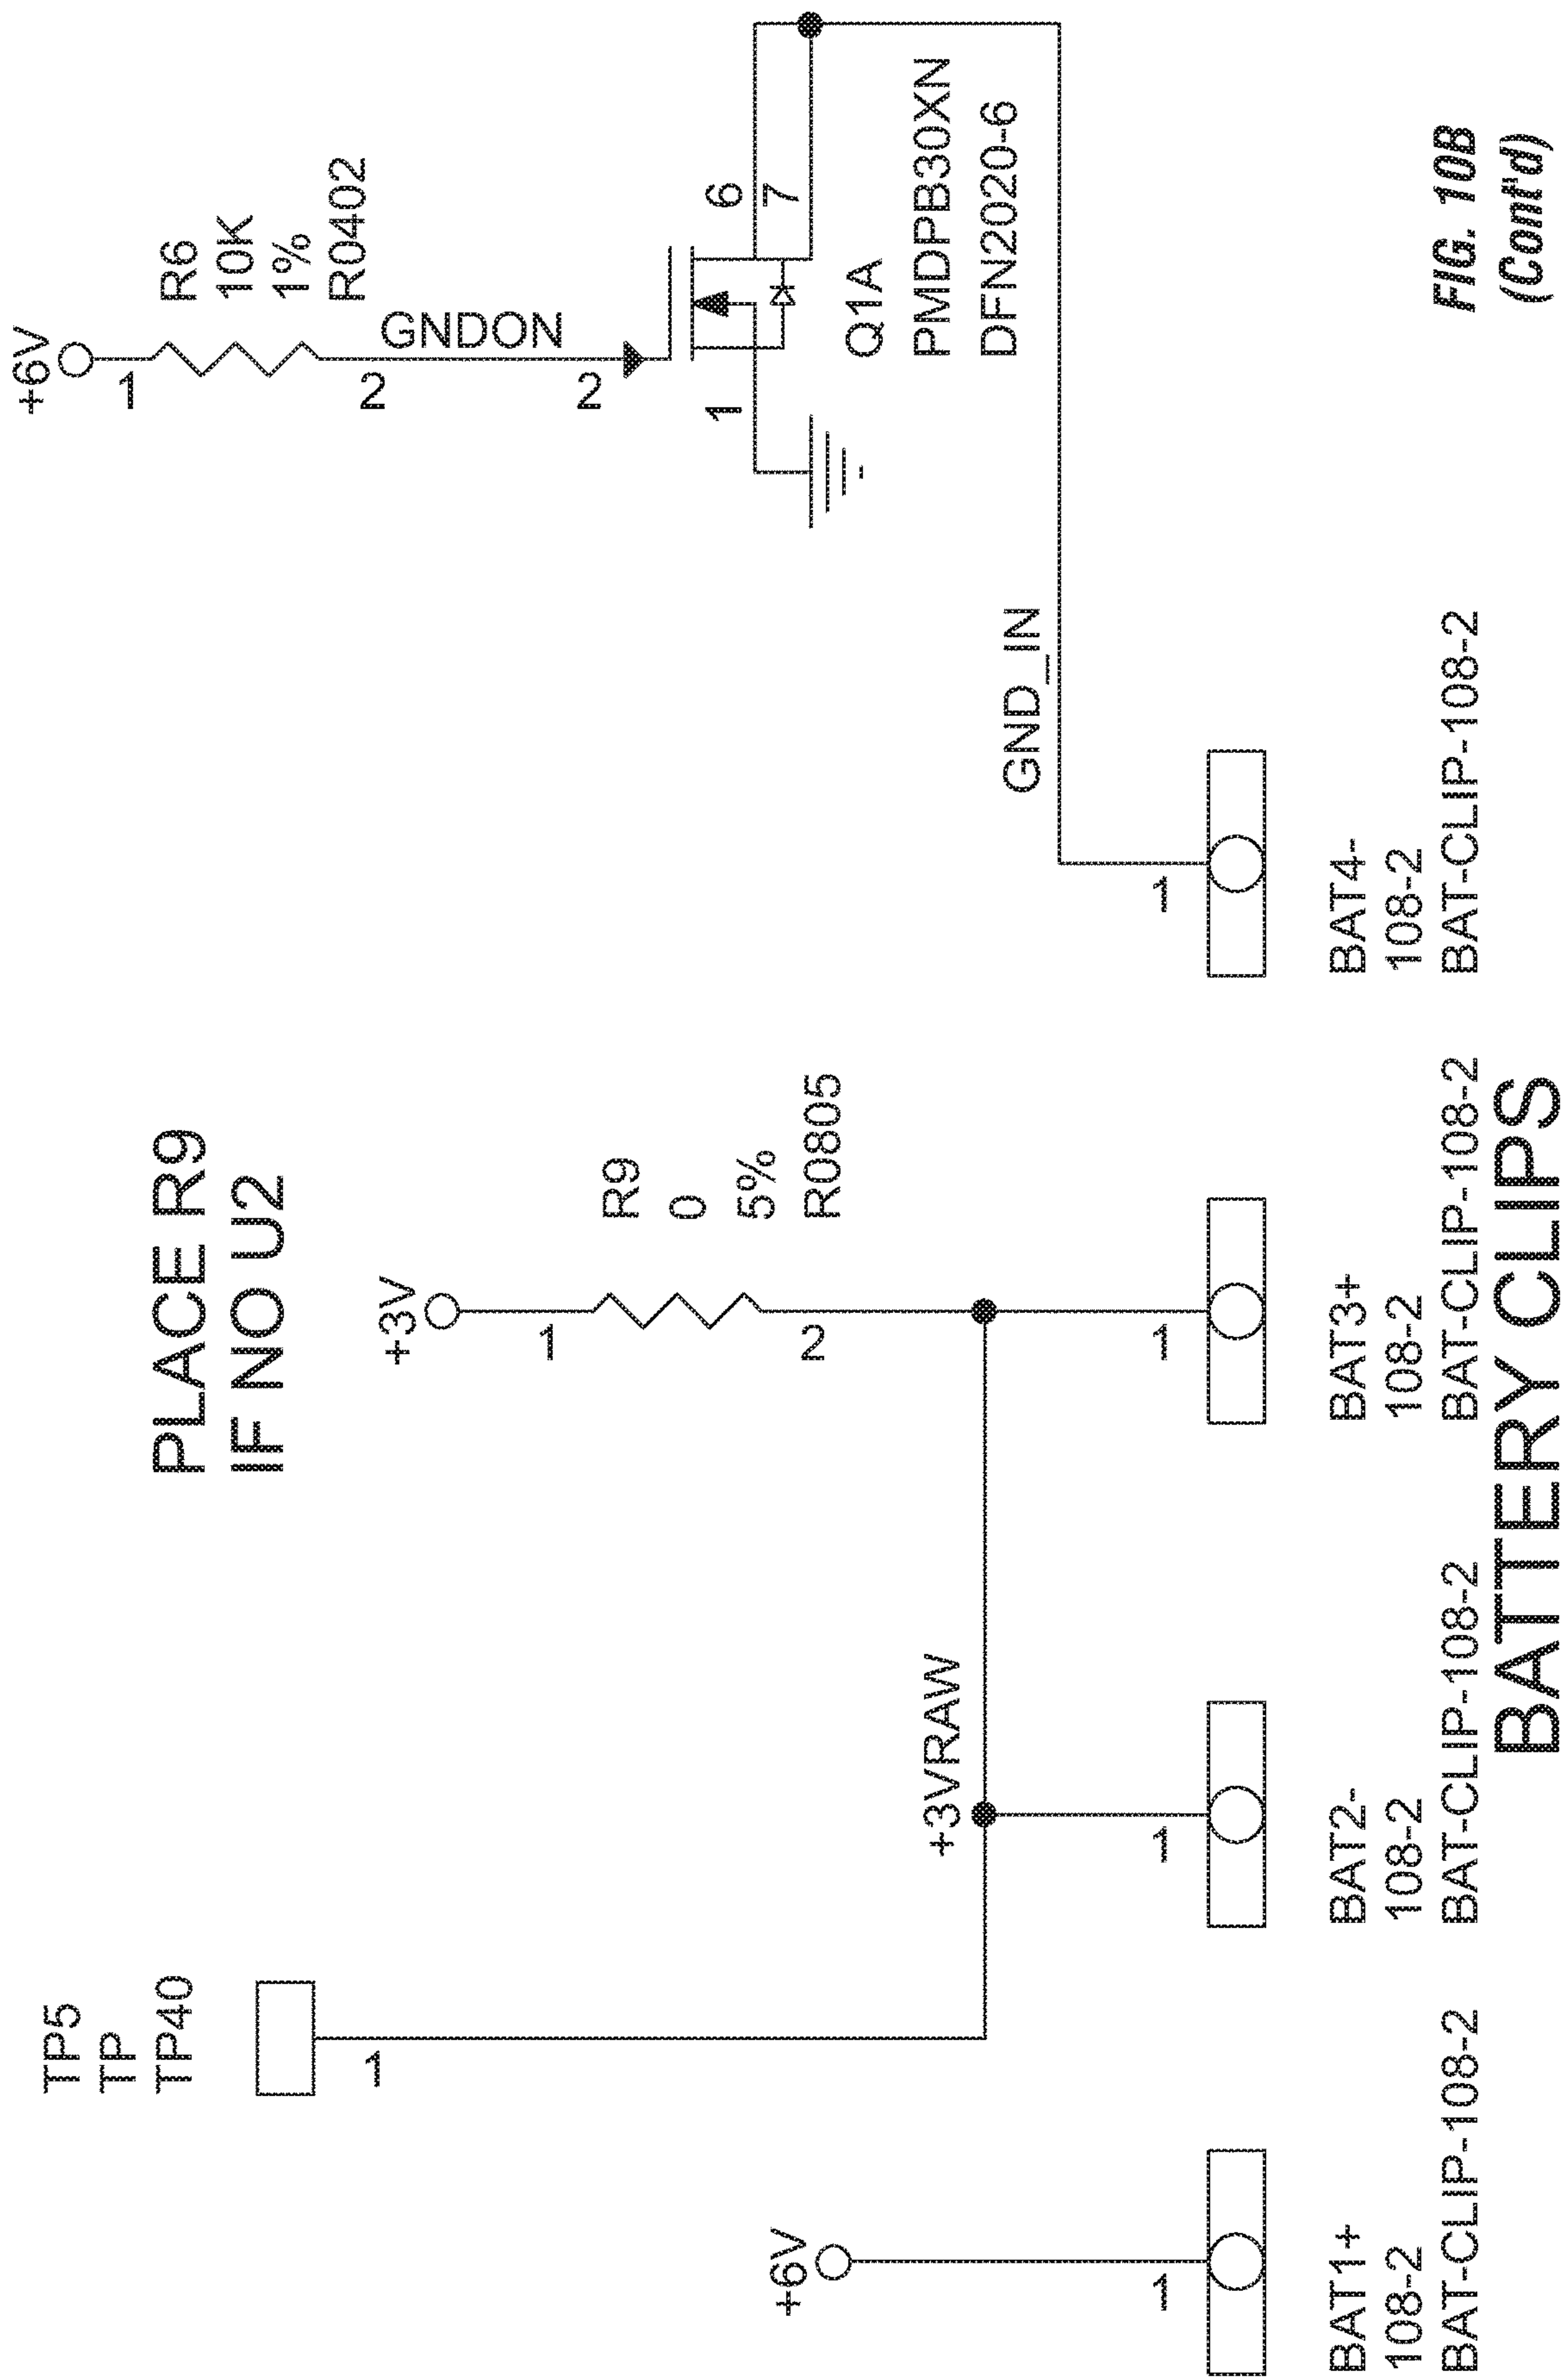 TP5
TP
TP40
1
+6V
1
BAT1+
108-2
BAT-CLIP-108-2
PLACE R9
IF NO U2
+3V
1
R9
0
5%
R0805
2
+3VRAW
1
BAT2-
108-2
BAT-CLIP-108-2
1
BAT3+
108-2
BAT-CLIP-108-2
+6V
1
R6
10K
1%
R0402
2
GNDON
2
1
6
7
Q1A
PMDPB30XN
DFN2020-6
GND_IN
1
BAT4-
108-2
BAT-CLIP-108-2
BATTERY CLIPS
FIG. 10B
(Cont'd)